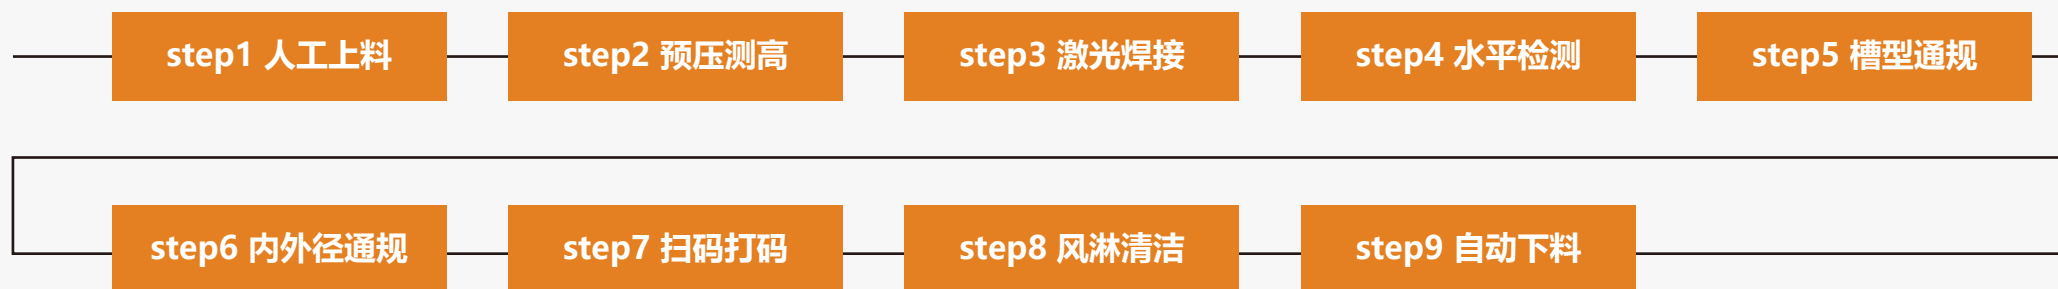 step1 人工上料
step2 预压测高
step3 激光焊接
step4 水平检测
step5 槽型通规
step6 内外径通规
step7 扫码打码
step8 风淋清洁
step9 自动下料